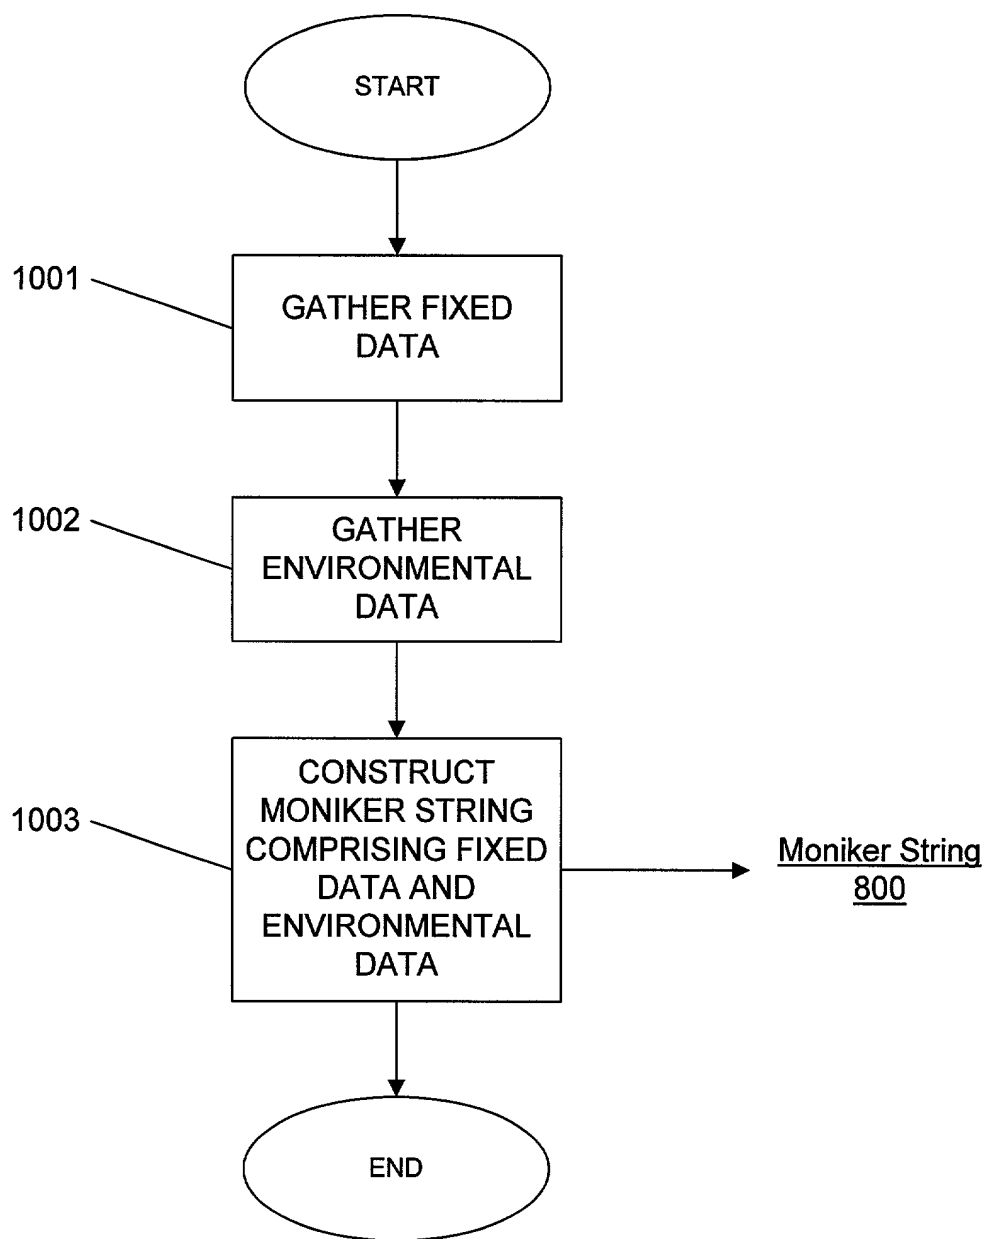 START
1001
GATHER FIXED
DATA
1002
GATHER
ENVIRONMENTAL
DATA
1003
CONSTRUCT
MONIKER STRING
COMPRISING FIXED
DATA AND
ENVIRONMENTAL
DATA
Moniker String
800
END